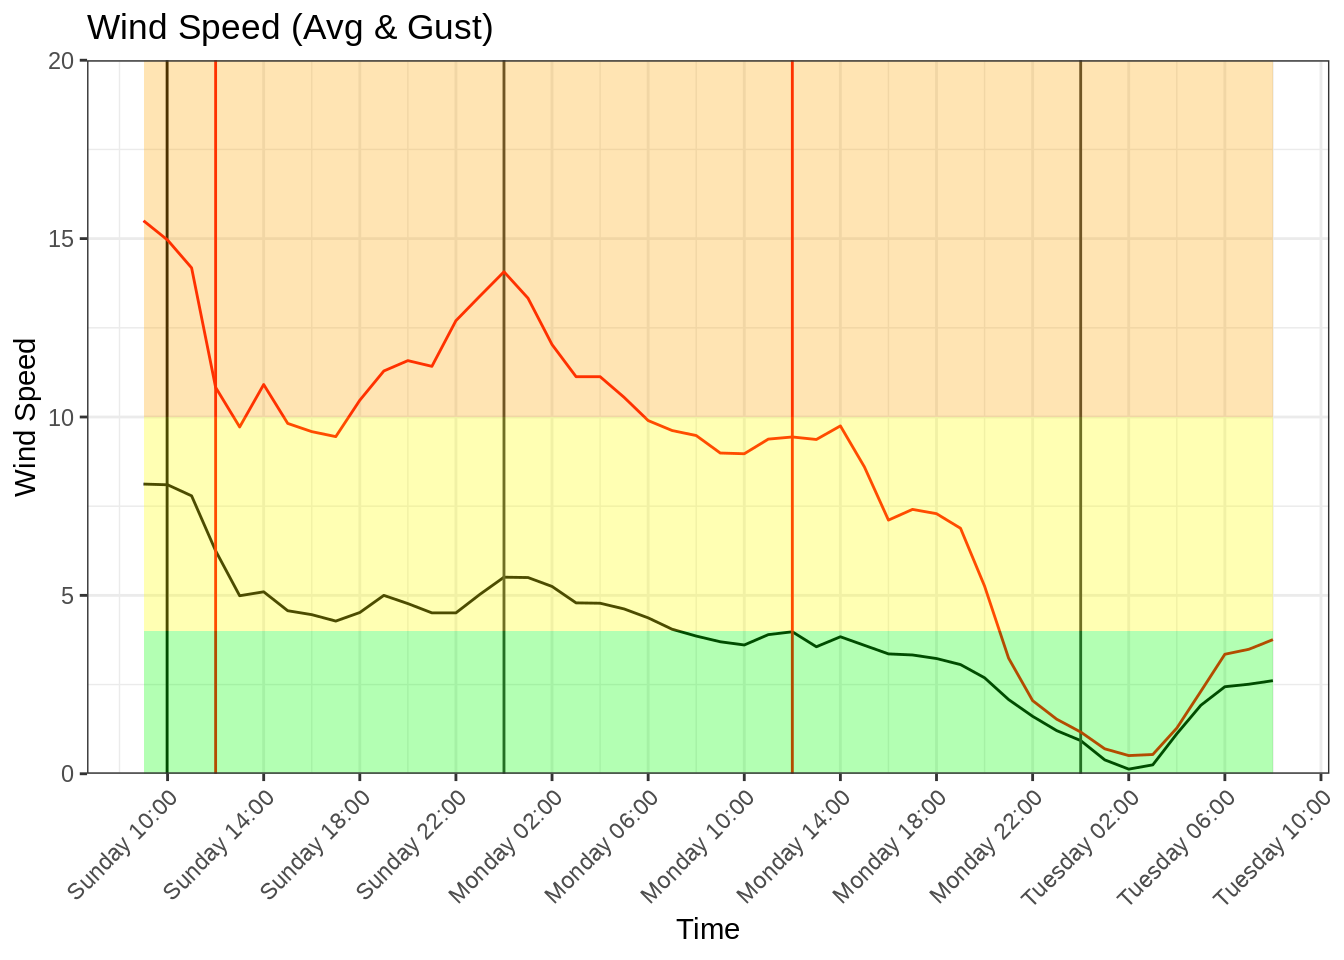 Wind Speed (Avg & Gust)
20
15
10
5
0
Wind Speed
Sunday 10:00
Sunday 14:00
Sunday 18:00
Sunday 22:00
Monday 02:00
Monday 06:00
Monday 10:00
Monday 14:00
Monday 18:00
Monday 22:00
Tuesday 02:00
Tuesday 06:00
Tuesday 10:00
Time